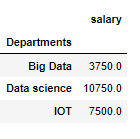 salary
Departments
Big Data 3750.0
Data science 10750.0
IOT 7500.0